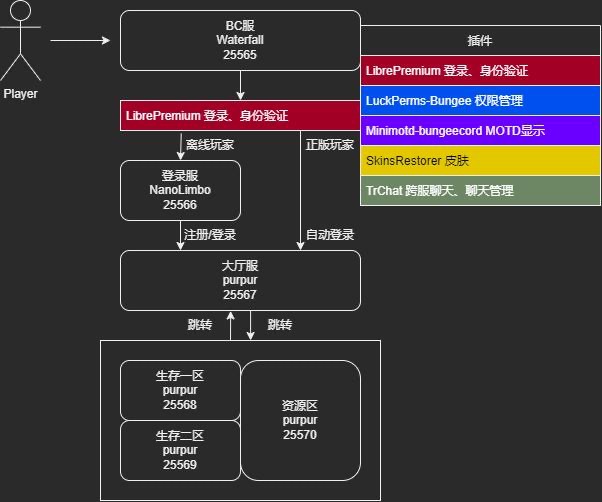 Player
BC服
Waterfall
25565
LibrePremium 登录、身份验证
离线玩家
正版玩家
登录服
NanoLimbo
25566
注册/登录
自动登录
大厅服
purpur
25567
跳转
跳转
生存一区
purpur
25568
生存二区
purpur
25569
资源区
purpur
25570
插件
LibrePremium 登录、身份验证
LuckPerms-Bungee 权限管理
Minimotd-bungeecord MOTD显示
SkinsRestorer 皮肤
TrChat 跨服聊天、聊天管理